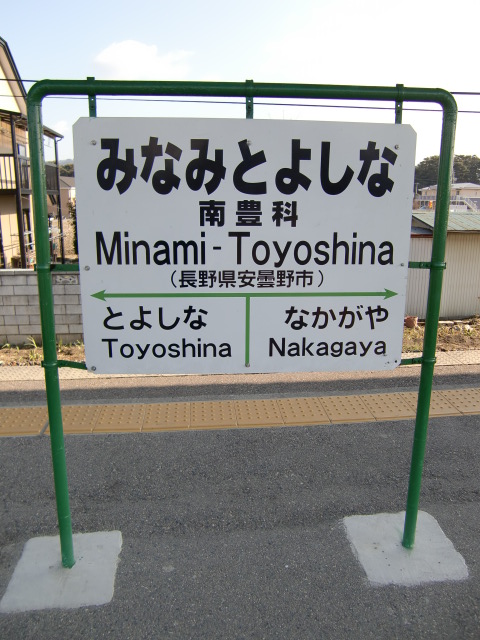 みなみとよしな
南豊科
Minami-Toyoshina
（長野県安曇野市）
とよしな なかがや
Toyoshina Nakagaya